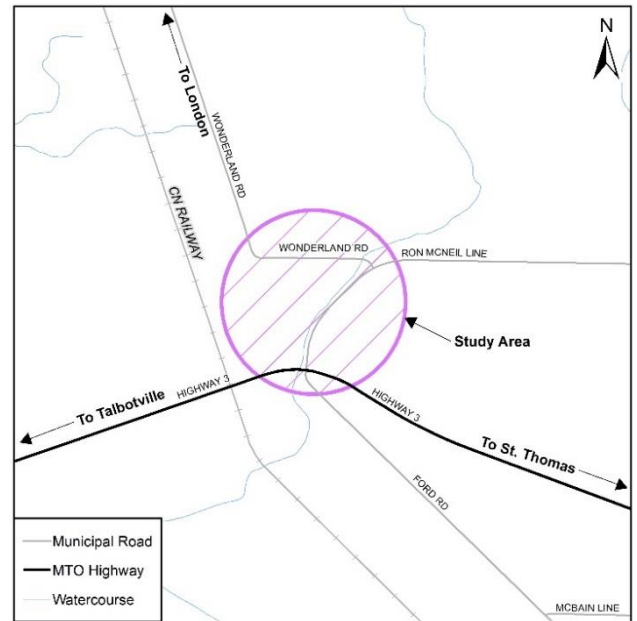 N
To London
WONDERLAND RD
CN RAILWAY
WONDERLAND RD
RON MCNEIL LINE
Study Area
To Talbotville
HIGHWAY 3
HIGHWAY 3
To St. Thomas
FORD RD
MCBAIN LINE
Municipal Road
MTO Highway
Watercourse